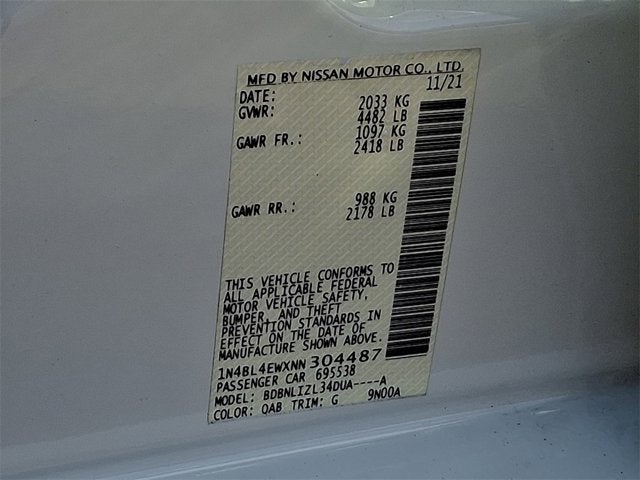 MFD BY NISSAN MOTOR CO., LTD.
DATE: 11/21
GVWR: 2033 KG
4482 LB
GAWR FR.: 1097 KG
2418 LB
GAWR RR.: 988 KG
2178 LB
THIS VEHICLE CONFORMS TO
ALL APPLICABLE FEDERAL
MOTOR VEHICLE SAFETY,
BUMPER, AND THEFT
PREVENTION STANDARDS IN
EFFECT ON THE DATE OF
MANUFACTURE SHOWN ABOVE.
1N4BL4EWXNN304487
PASSENGER CAR 695538
MODEL: BDBNLIZL34DUA----A
COLOR: QAB TRIM: G 9N00A